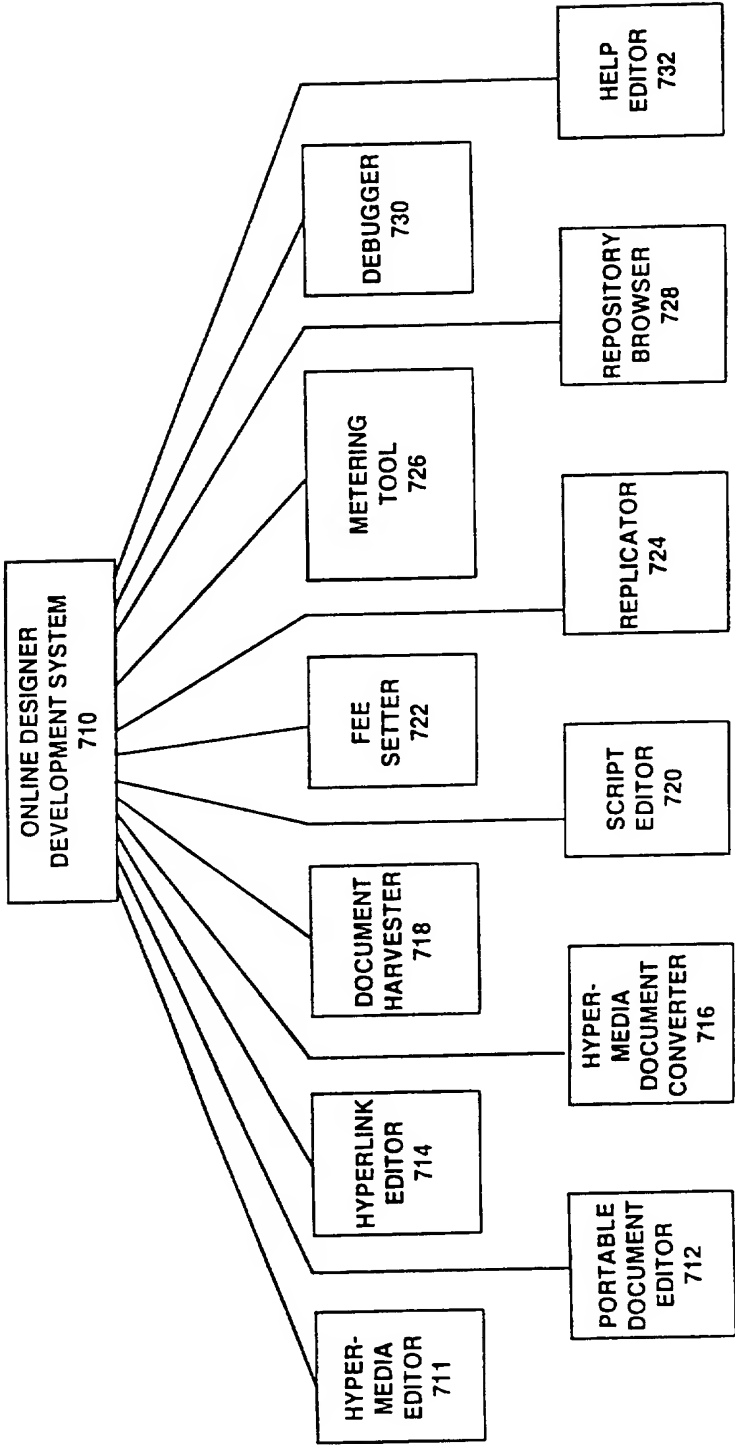 ONLINE DESIGNER
DEVELOPMENT SYSTEM
710
HYPER-
MEDIA
EDITOR
711
PORTABLE
DOCUMENT
EDITOR
712
HYPERLINK
EDITOR
714
HYPER-
MEDIA
DOCUMENT
CONVERTER
716
DOCUMENT
HARVESTER
718
SCRIPT
EDITOR
720
FEE
SETTER
722
REPLICATOR
724
METERING
TOOL
726
REPOSITORY
BROWSER
728
DEBUGGER
730
HELP
EDITOR
732